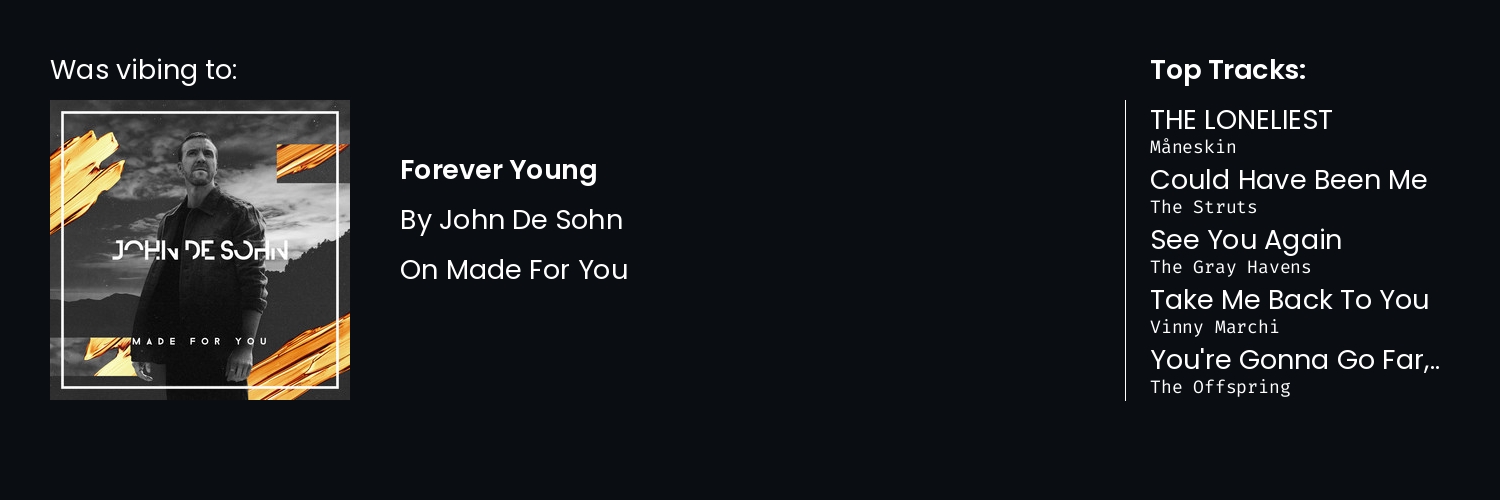 Was vibing to:
JOHN DE SOHN
MADE FOR YOU
Forever Young
By John De Sohn
On Made For You
Top Tracks:
THE LONELIEST
Måneskin
Could Have Been Me
The Struts
See You Again
The Gray Havens
Take Me Back To You
Vinny Marchi
You're Gonna Go Far,..
The Offspring